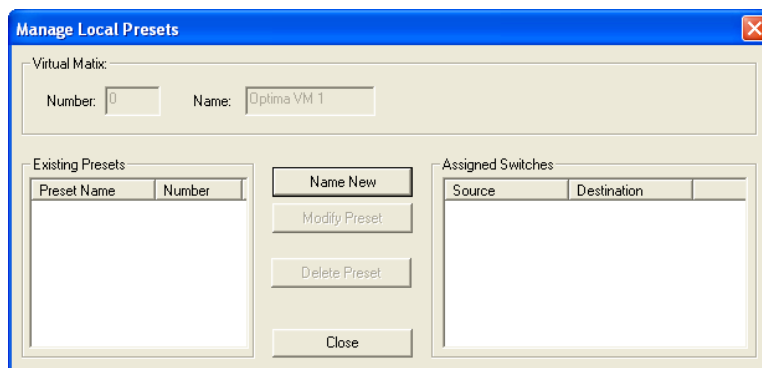 Manage Local Presets
Virtual Matix:
Number: 0 Name: Optima VM 1
Existing Presets
Preset Name Number
Name New
Modify Preset
Delete Preset
Close
Assigned Switches
Source Destination